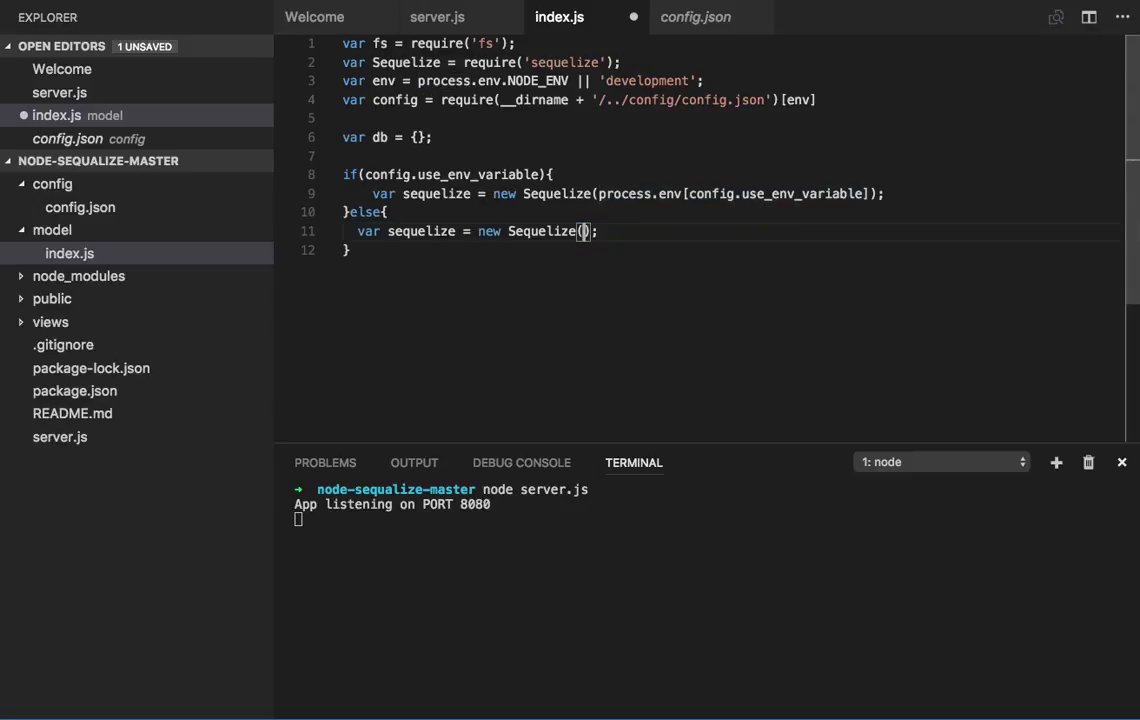 EXPLORER
OPEN EDITORS 1 UNSAVED
Welcome
server.js
index.js model
config.json config
NODE-SEQUALIZE-MASTER
config
config.json
model
index.js
node_modules
public
views
.gitignore
package-lock.json
package.json
README.md
server.js
Welcome server.js index.js config.json
1 var fs = require('fs');
2 var Sequelize = require('sequelize');
3 var env = process.env.NODE_ENV || 'development';
4 var config = require(__dirname + '/../config/config.json')[env]
5
6 var db = {};
7
8 if(config.use_env_variable){
9 var sequelize = new Sequelize(process.env[config.use_env_variable]);
10 }else{
11 var sequelize = new Sequelize();
12 }
PROBLEMS OUTPUT DEBUG CONSOLE TERMINAL 1: node
→ node-sequalize-master node server.js
App listening on PORT 8080